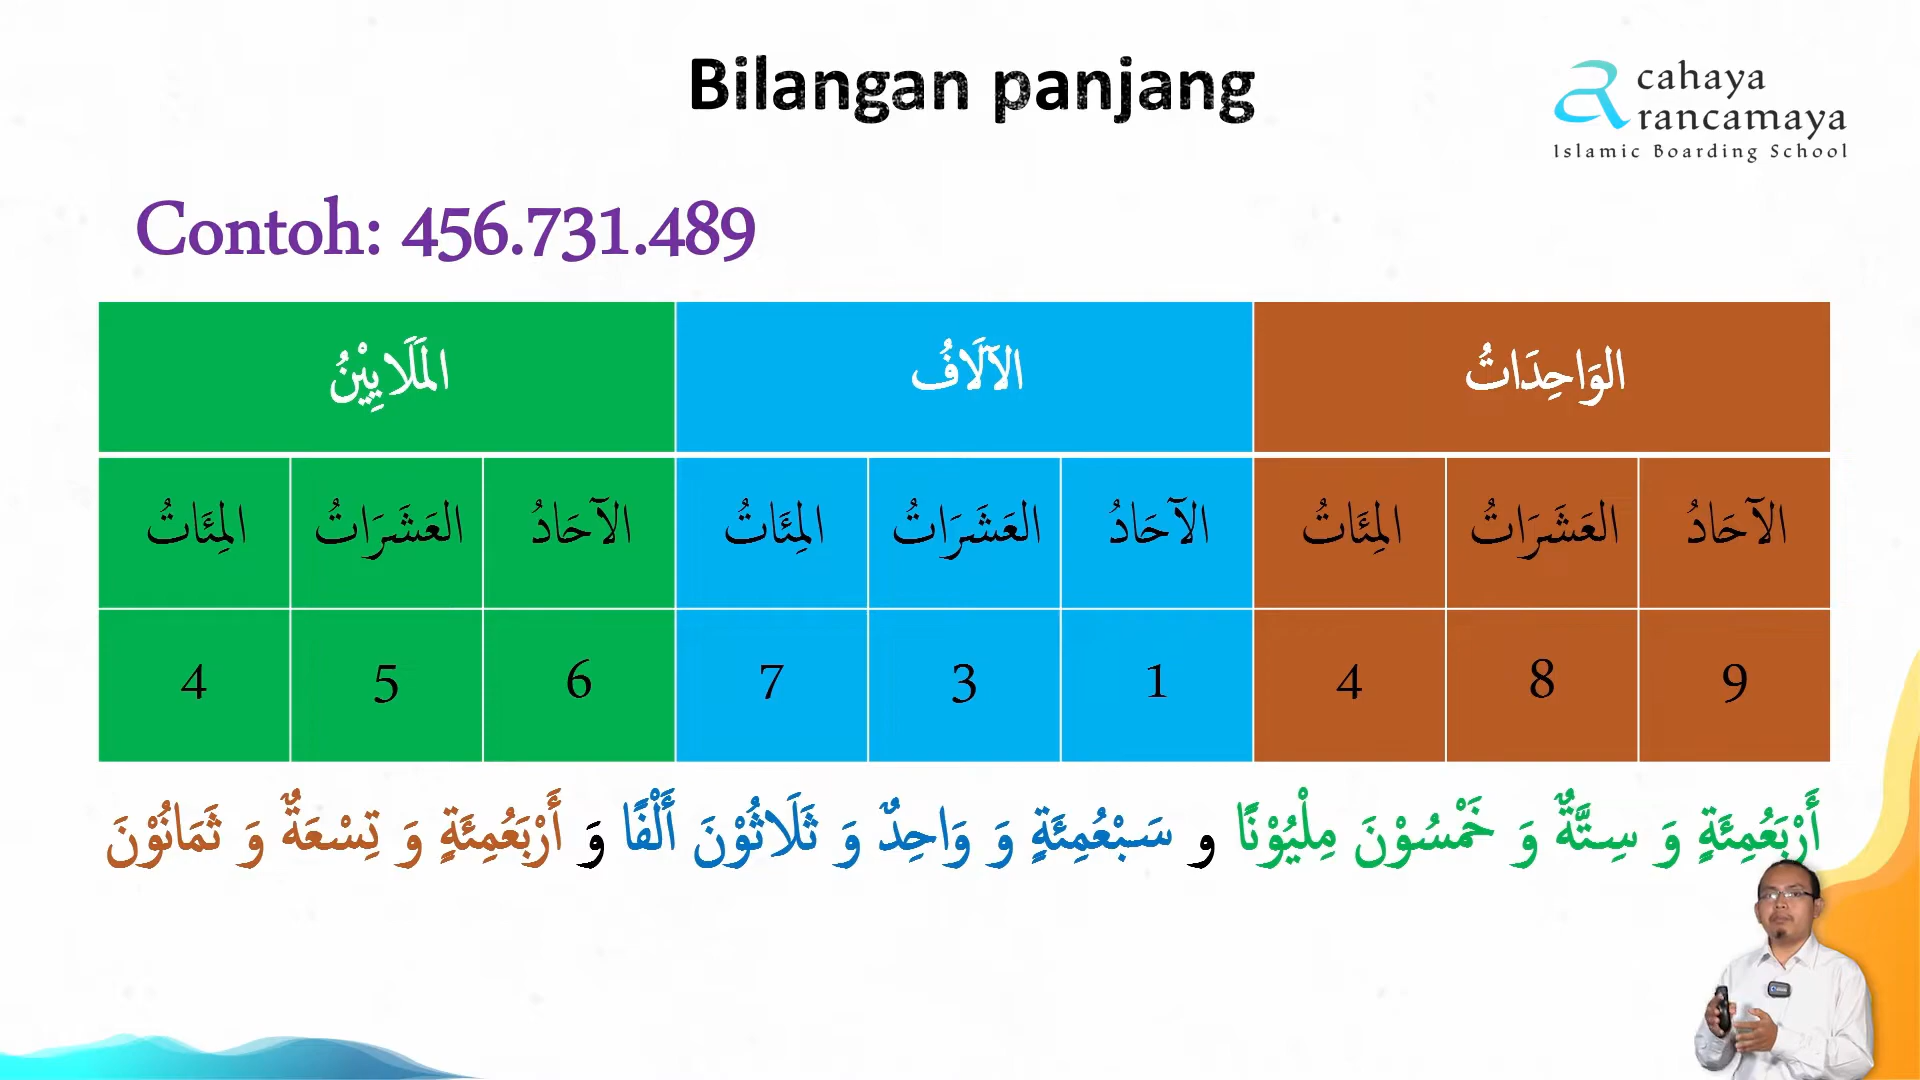 Bilangan panjang
cahaya
rancamaya
Islamic Boarding School
Contoh: 456.731.489
المَلَايِيْنُ الآلَافُ الوَاحِدَاتُ
المِئَاتُ العَشَرَاتُ الآحَادُ المِئَاتُ العَشَرَاتُ الآحَادُ المِئَاتُ العَشَرَاتُ الآحَادُ
4 5 6 7 3 1 4 8 9
أَرْبَعُمِئَةٍ وَ سِتَّةٌ وَ خَمْسُوْنَ مِلْيُوْنًا و سَبْعُمِئَةٍ وَ وَاحِدٌ وَ ثَلَاثُوْنَ أَلْفًا وَ أَرْبَعُمِئَةٍ وَ تِسْعَةٌ وَ ثَمَانُوْنَ